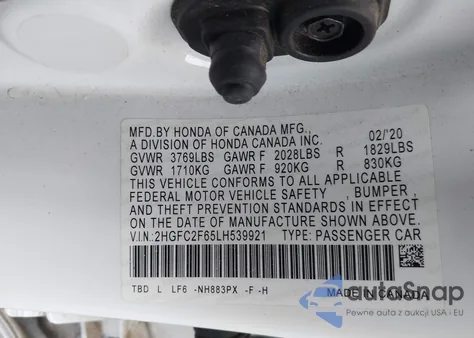 MFD.BY HONDA OF CANADA MFG., 02/'20
A DIVISION OF HONDA CANADA INC.
GVWR 3769LBS GAWR F 2028LBS R 1829LBS
GVWR 1710KG GAWR F 920KG R 830KG
THIS VEHICLE CONFORMS TO ALL APPLICABLE
FEDERAL MOTOR VEHICLE SAFETY , BUMPER ,
AND THEFT PREVENTION STANDARDS IN EFFECT
ON THE DATE OF MANUFACTURE SHOWN ABOVE.
V.I.N:2HGFC2F65LH539921 TYPE: PASSENGER CAR
TBD L LF6 -NH883PX -F -H MADE IN CANADA
AvtoAuction
Pewne auta z aukcji USA i EU